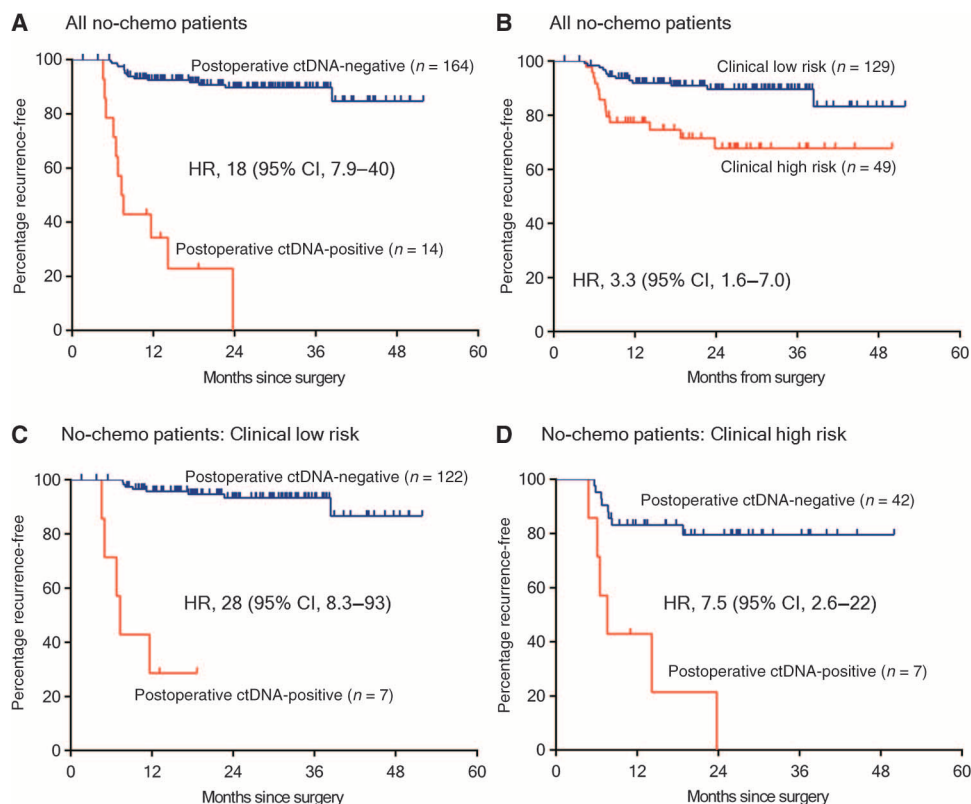 A
All no-chemo patients
Percentage recurrence-free
100
80
60
40
20
0
Postoperative ctDNA-negative (n = 164)
HR, 18 (95% CI, 7.9–40)
Postoperative ctDNA-positive (n = 14)
0 12 24 36 48 60
Months since surgery
B
All no-chemo patients
Percentage recurrence-free
100
80
60
40
20
0
Clinical low risk (n = 129)
Clinical high risk (n = 49)
HR, 3.3 (95% CI, 1.6–7.0)
0 12 24 36 48 60
Months from surgery
C
No-chemo patients: Clinical low risk
Percentage recurrence-free
100
80
60
40
20
0
Postoperative ctDNA-negative (n = 122)
HR, 28 (95% CI, 8.3–93)
Postoperative ctDNA-positive (n = 7)
0 12 24 36 48 60
Months since surgery
D
No-chemo patients: Clinical high risk
Percentage recurrence-free
100
80
60
40
20
0
Postoperative ctDNA-negative (n = 42)
HR, 7.5 (95% CI, 2.6–22)
Postoperative ctDNA-positive (n = 7)
0 12 24 36 48 60
Months since surgery